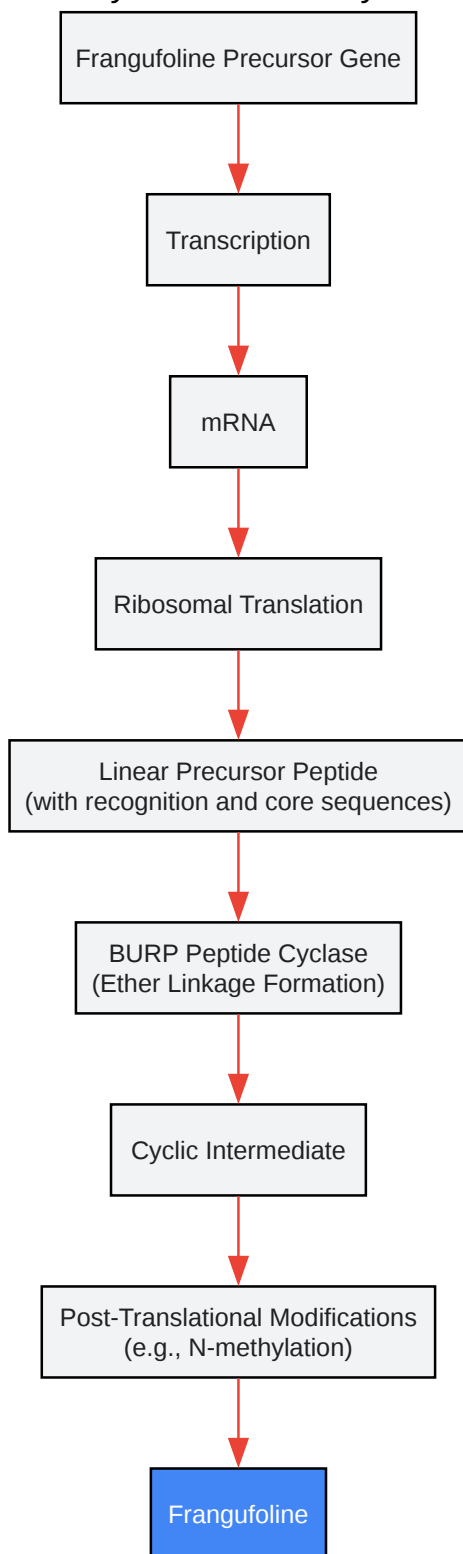 Frangufoline Precursor Gene
Transcription
mRNA
Ribosomal Translation
Linear Precursor Peptide
(with recognition and core sequences)
BURP Peptide Cyclase
(Ether Linkage Formation)
Cyclic Intermediate
Post-Translational Modifications
(e.g., N-methylation)
Frangufoline